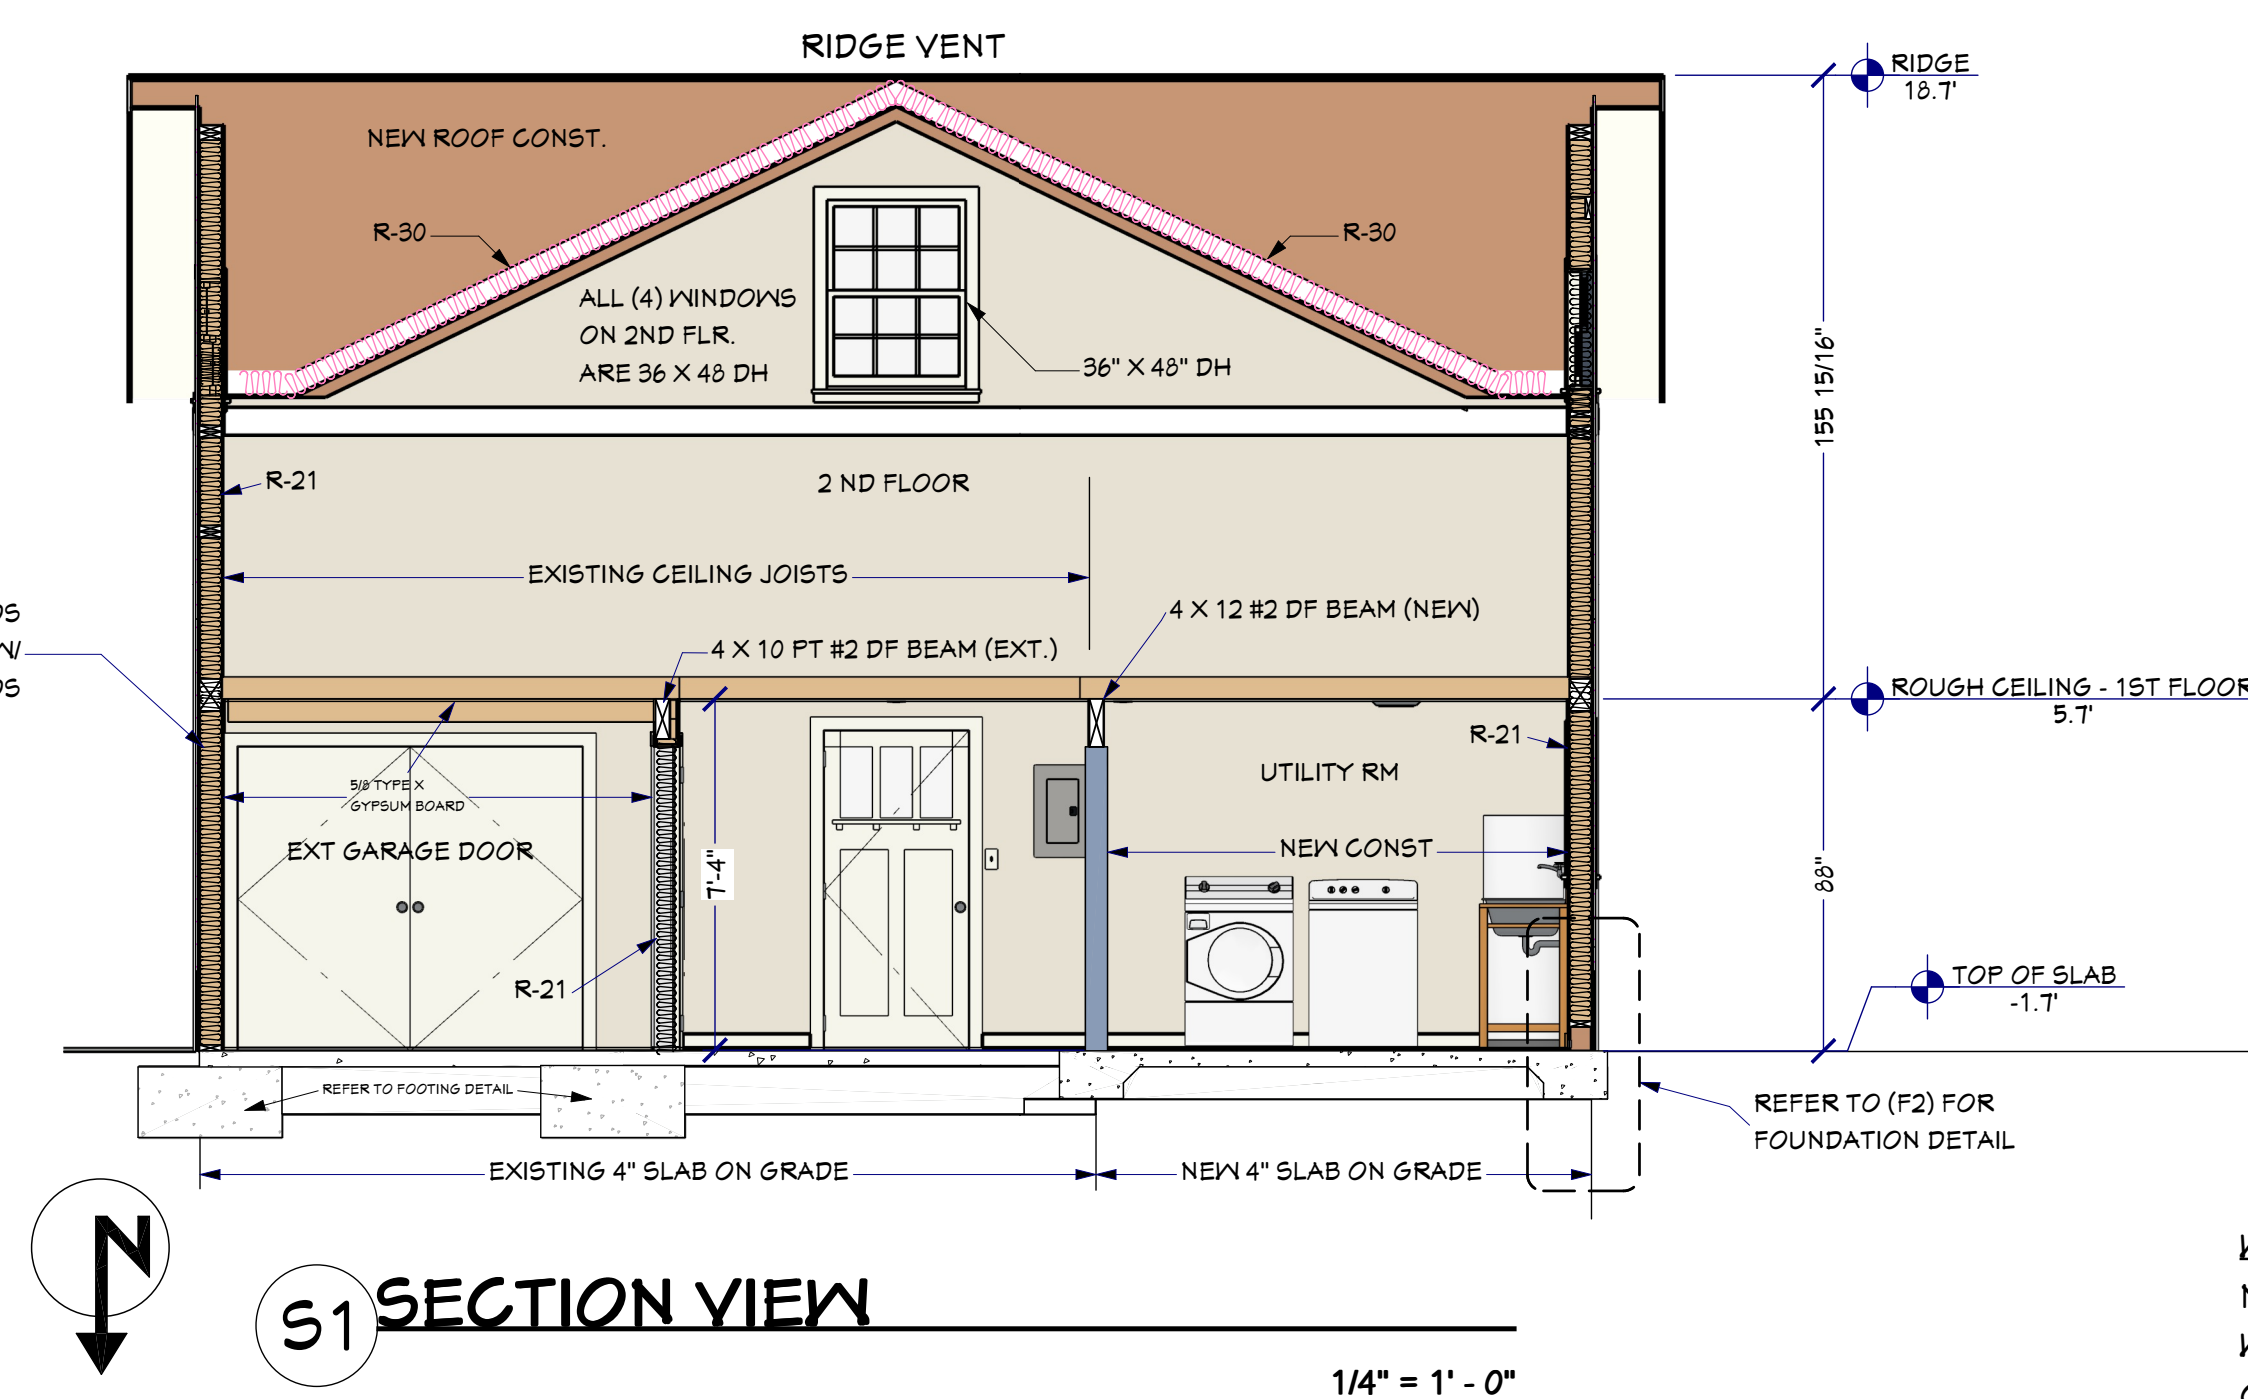 RIDGE VENT
RIDGE
18.7'
NEW ROOF CONST.
R-30
R-30
ALL (4) WINDOWS
ON 2ND FLR.
ARE 36 X 48 DH
36" X 48" DH
155 15/16"
R-21
2 ND FLOOR
EXISTING CEILING JOISTS
4 X 12 #2 DF BEAM (NEW)
4 X 10 PT #2 DF BEAM (EXT.)
ROUGH CEILING - 1ST FLOOR
5.7'
R-21
UTILITY RM
5/8 TYPE X
GYPSUM BOARD
EXT GARAGE DOOR
7'-4"
NEW CONST
88"
R-21
TOP OF SLAB
-1.7'
REFER TO FOOTING DETAIL
REFER TO (F2) FOR
FOUNDATION DETAIL
EXISTING 4" SLAB ON GRADE
NEW 4" SLAB ON GRADE
N
S1
SECTION VIEW
1/4" = 1' - 0"